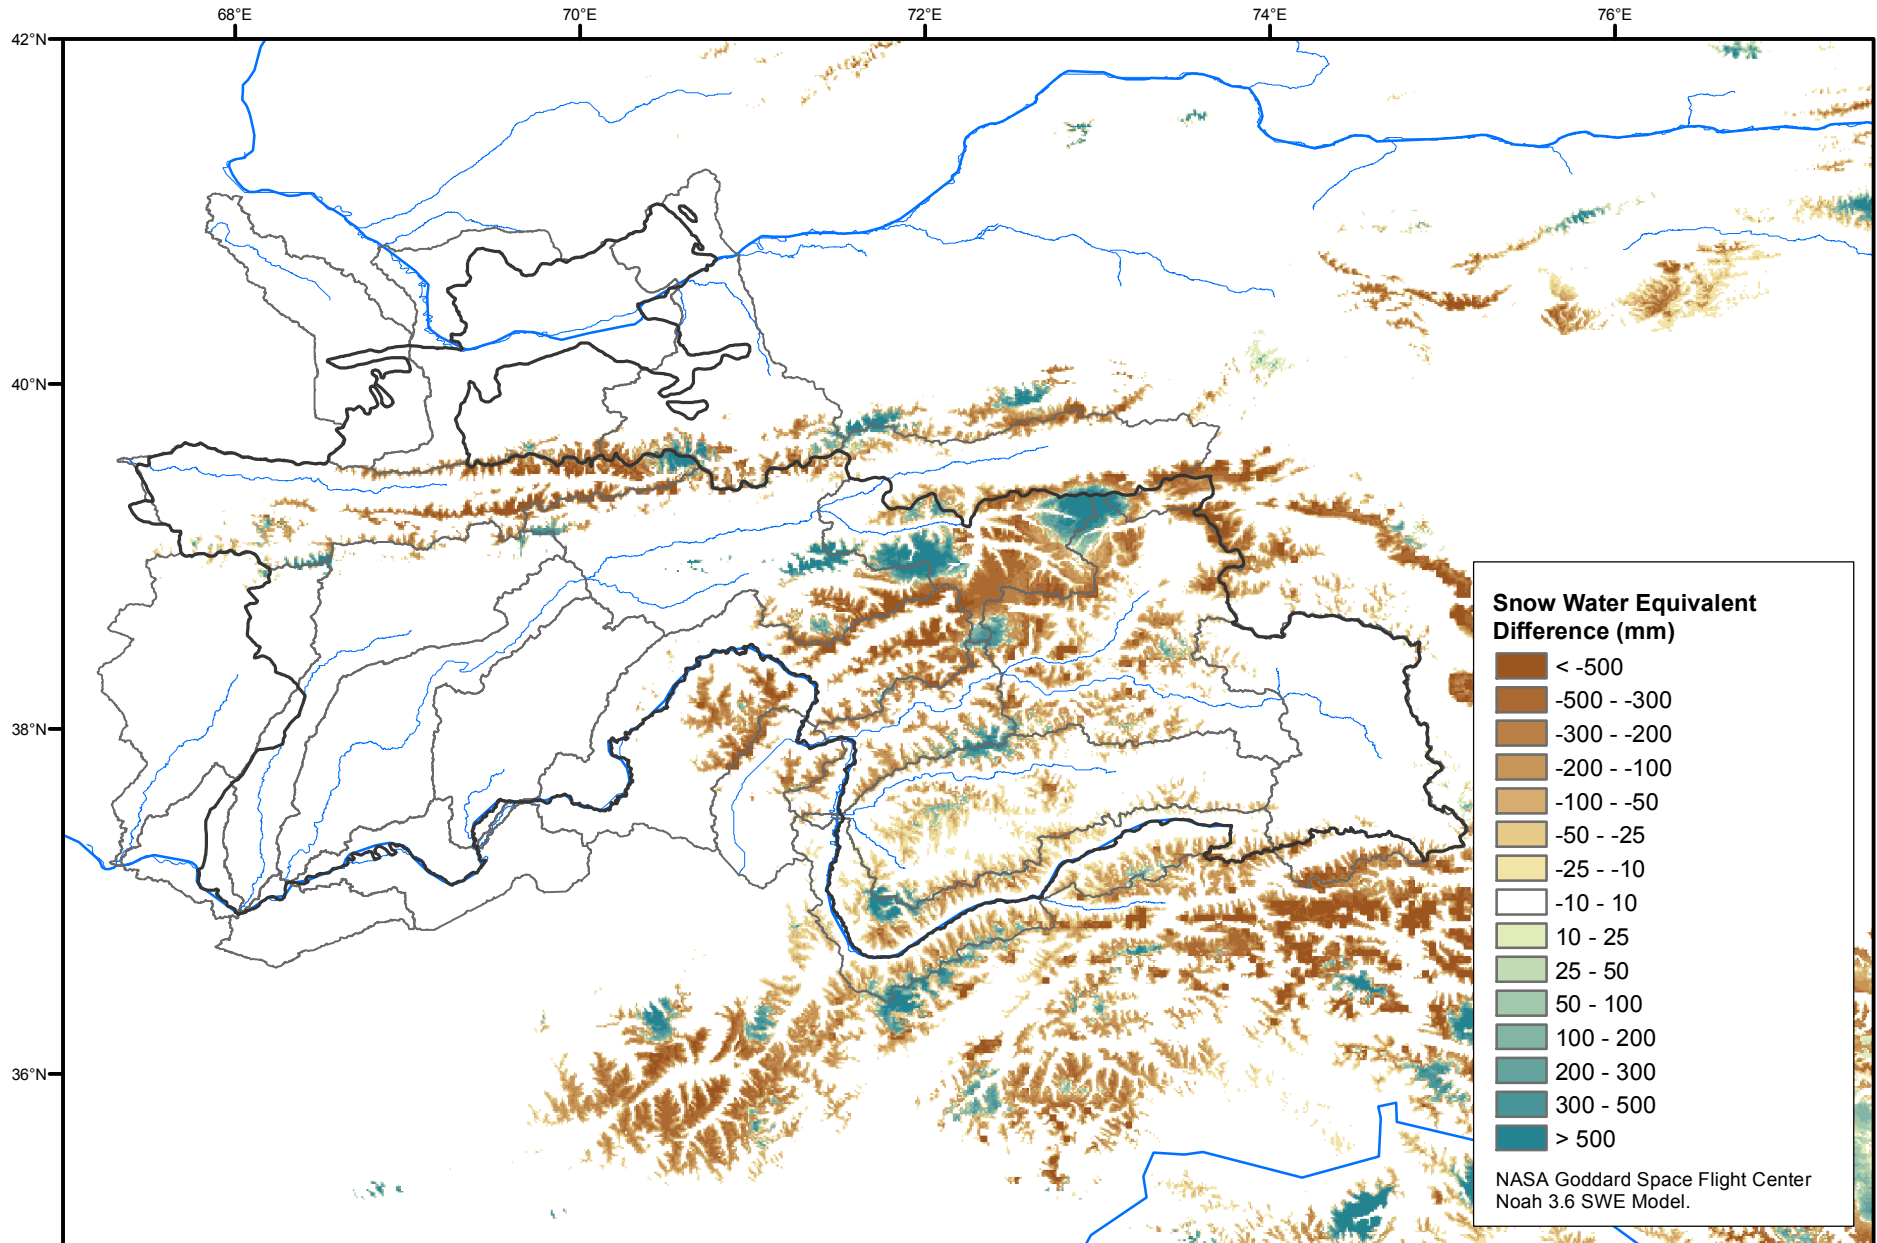 68°E 70°E 72°E 74°E 76°E
42°N
40°N
38°N
36°N
Snow Water Equivalent
Difference (mm)
< -500
-500 - -300
-300 - -200
-200 - -100
-100 - -50
-50 - -25
-25 - -10
-10 - 10
10 - 25
25 - 50
50 - 100
100 - 200
200 - 300
300 - 500
> 500
NASA Goddard Space Flight Center
Noah 3.6 SWE Model.